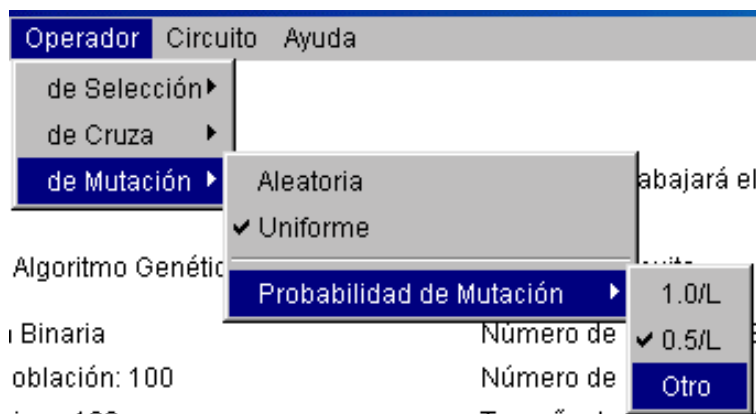 Operador Circuito Ayuda
de Selección
de Cruza
de Mutación Aleatoria abajará el
Uniforme
Algoritmo Genétic
Probabilidad de Mutación 1.0/L
Binaria Número de 0.5/L
oblación: 100 Número de Otro